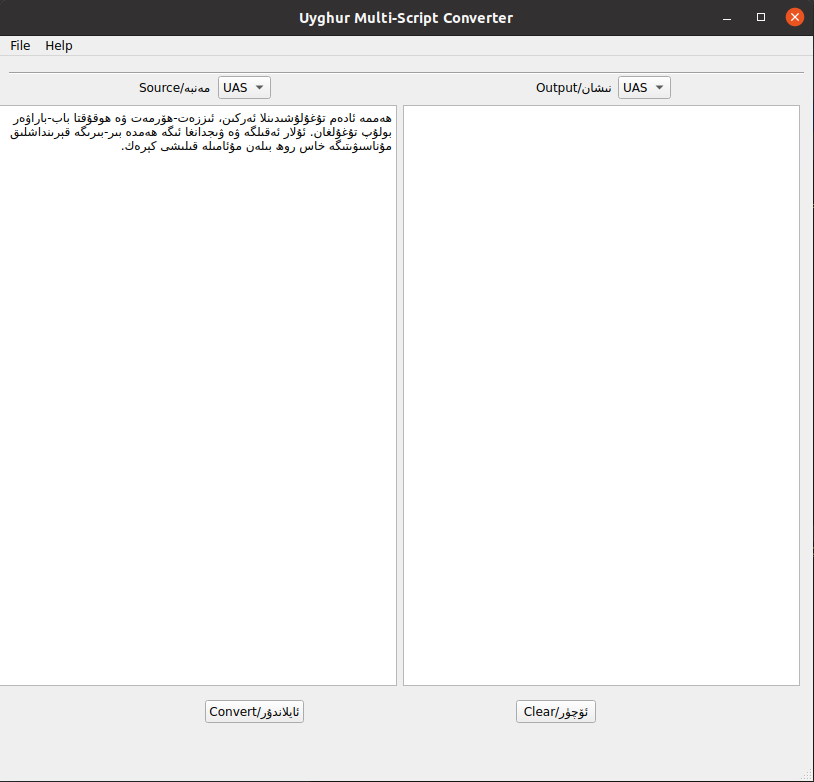 Uyghur Multi-Script Converter
File Help
Source/مەنبە UAS
Output/نىشان UAS
ھەممە ئادەم تۇغۇلۇشىدىنلا ئەركىن، ئىززەت-ھۆرمەت ۋە ھوقۇقتا باب-باراۋەر
بولۇپ تۇغۇلغان. ئۇلار ئەقىلگە ۋە ۋىجدانغا ئىگە ھەمدە بىر-بىرىگە قېرىنداشلىق
مۇناسىۋىتىگە خاس روھ بىلەن مۇئامىلە قىلىشى كېرەك.
Convert/ئايلاندۇر
Clear/ئۆچۈر